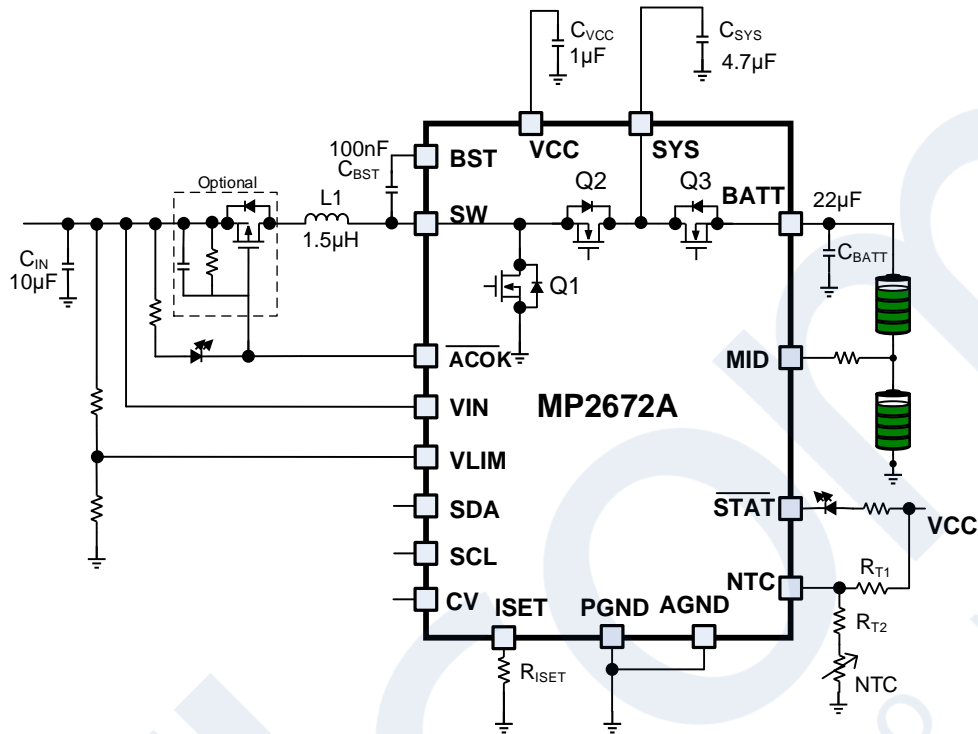 CVCC
1µF
CSYS
4.7µF
100nF
CBST
BST
VCC
SYS
Optional
L1
1.5µH
SW
Q2
Q3
BATT
22µF
CBATT
CIN
10µF
Q1
ACOK
MID
VIN
MP2672A
VLIM
SDA
STAT
VCC
SCL
NTC
RT1
CV
ISET
PGND
AGND
RT2
RISET
NTC